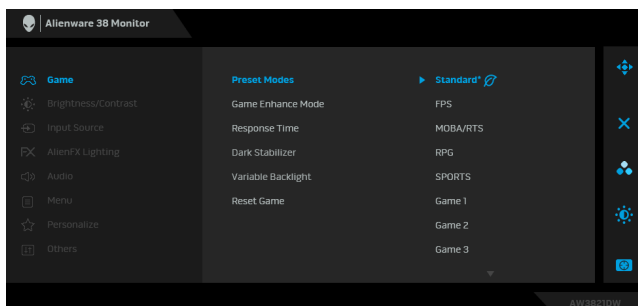 Alienware 38 Monitor
Game
Preset Modes
Standard*
Brightness/Contrast
Game Enhance Mode
FPS
Input Source
Response Time
MOBA/RTS
FX AlienFX Lighting
Dark Stabilizer
RPG
Audio
Variable Backlight
SPORTS
Menu
Reset Game
Game 1
Personalize
Game 2
Others
Game 3
AW3821DW